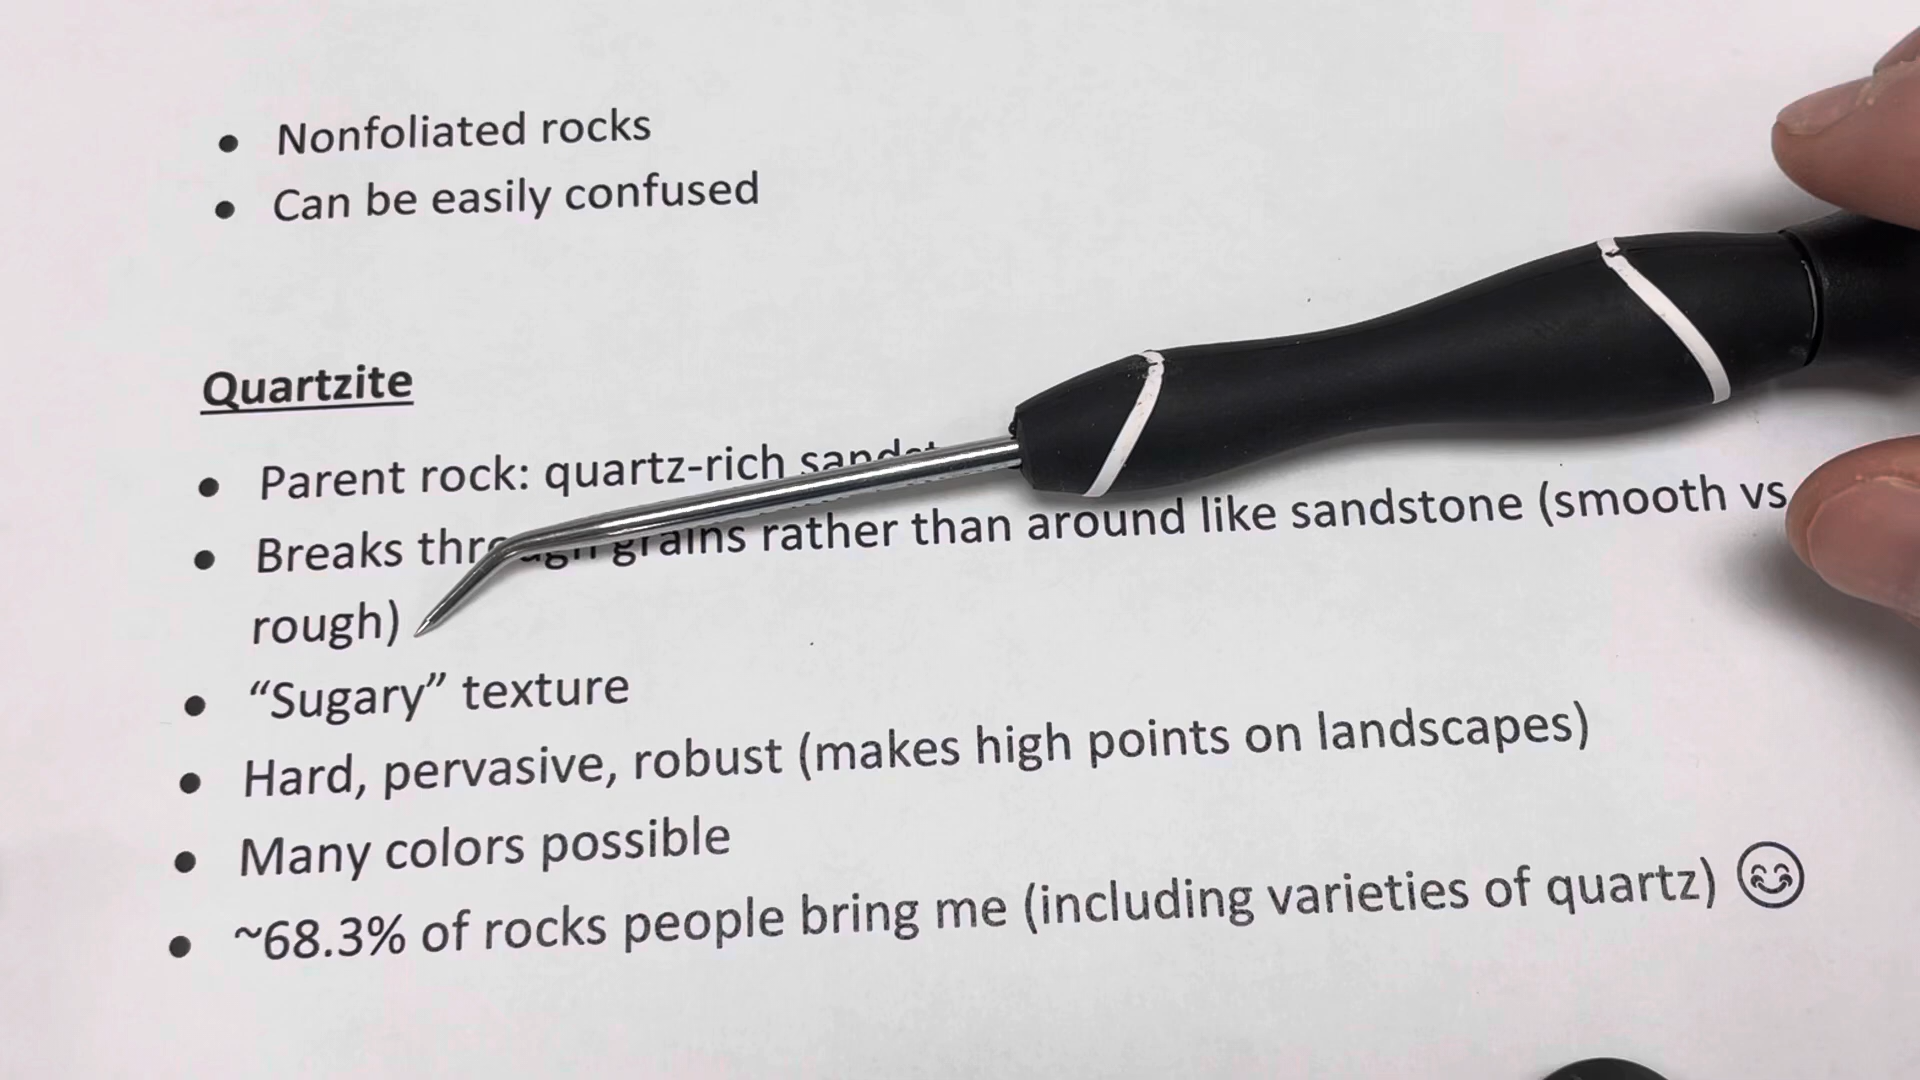 • Nonfoliated rocks
• Can be easily confused
Quartzite
• Parent rock: quartz-rich
• Breaks through grains rather than around like sandstone (smooth vs
rough)
• “Sugary” texture
• Hard, pervasive, robust (makes high points on landscapes)
• Many colors possible
• ~68.3% of rocks people bring me (including varieties of quartz) 😊